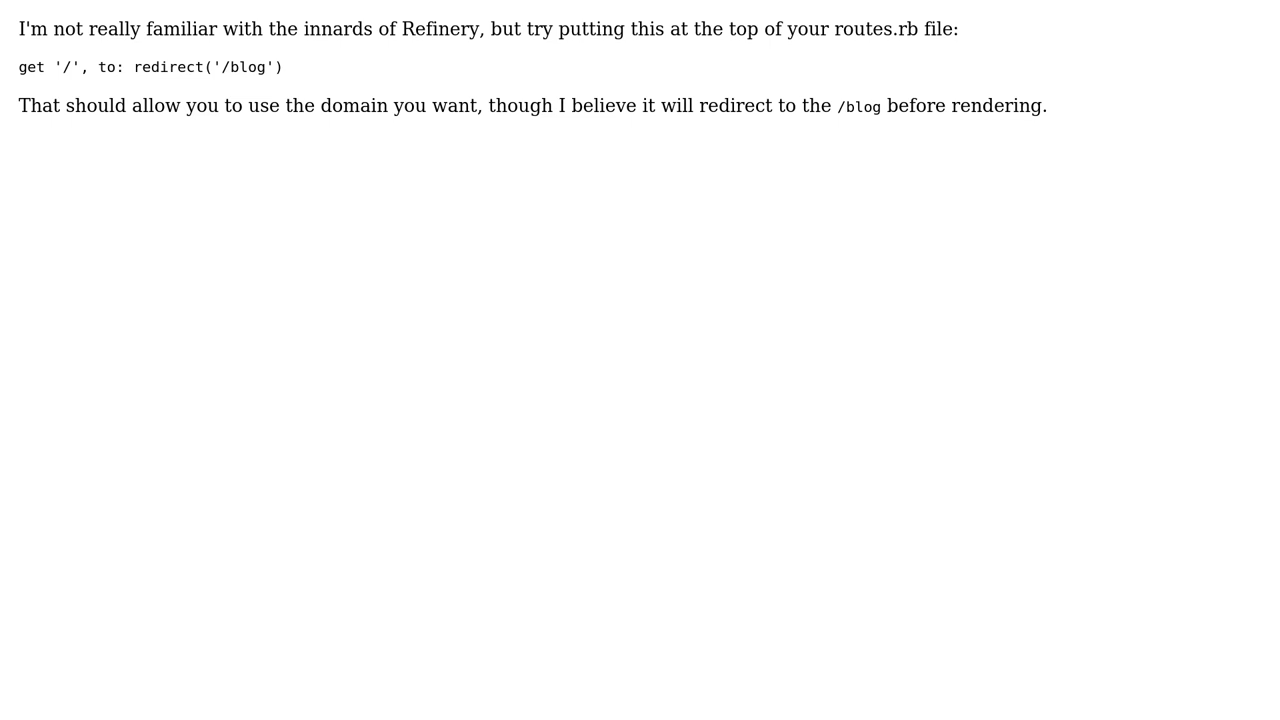 I'm not really familiar with the innards of Refinery, but try putting this at the top of your routes.rb file:
get '/', to: redirect('/blog')
That should allow you to use the domain you want, though I believe it will redirect to the /blog before rendering.